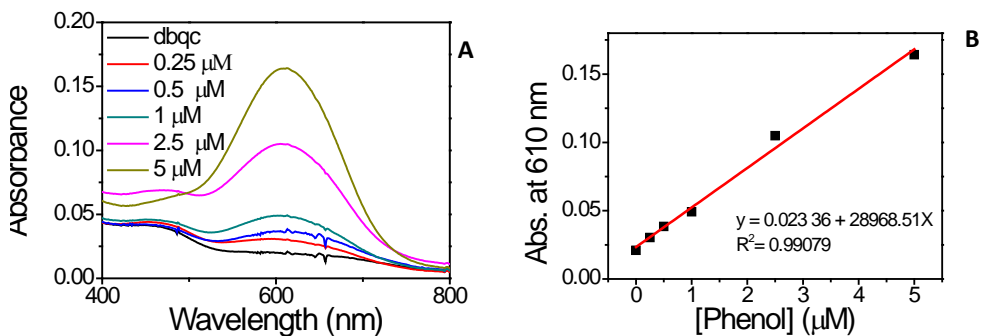 A
dbqc
0.25 μM
0.5 μM
1 μM
2.5 μM
5 μM
0.20
0.15
0.10
0.05
0.00
Absorbance
400
500
600
700
800
Wavelength (nm)
B
0.15
0.10
0.05
0.00
Abs. at 610 nm
y = 0.023 36 + 28968.51X
R²= 0.99079
0
1
2
3
4
5
[Phenol] (μM)